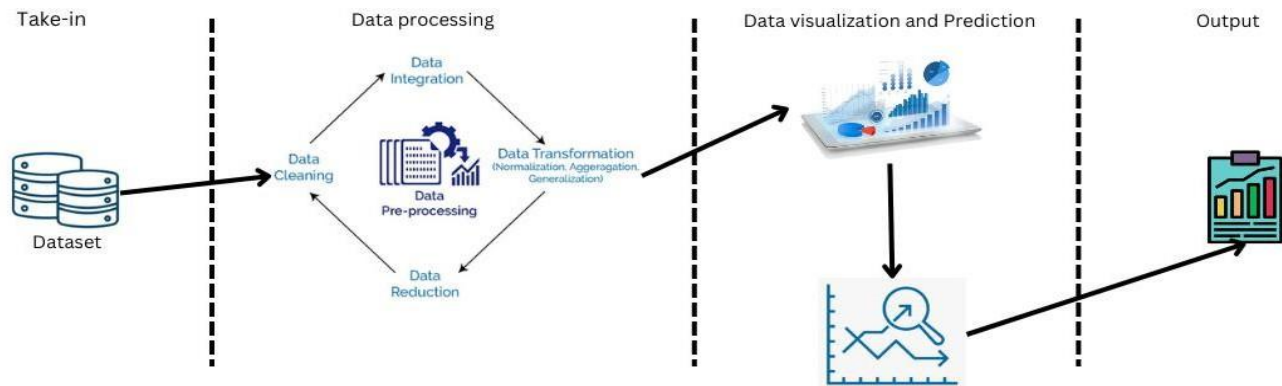 Take-in
Data processing
Data visualization and Prediction
Output
Data
Integration
Data
Cleaning
Data Transformation
(Normalization, Aggeragation,
Generalization)
Data
Pre-processing
Dataset
Data
Reduction